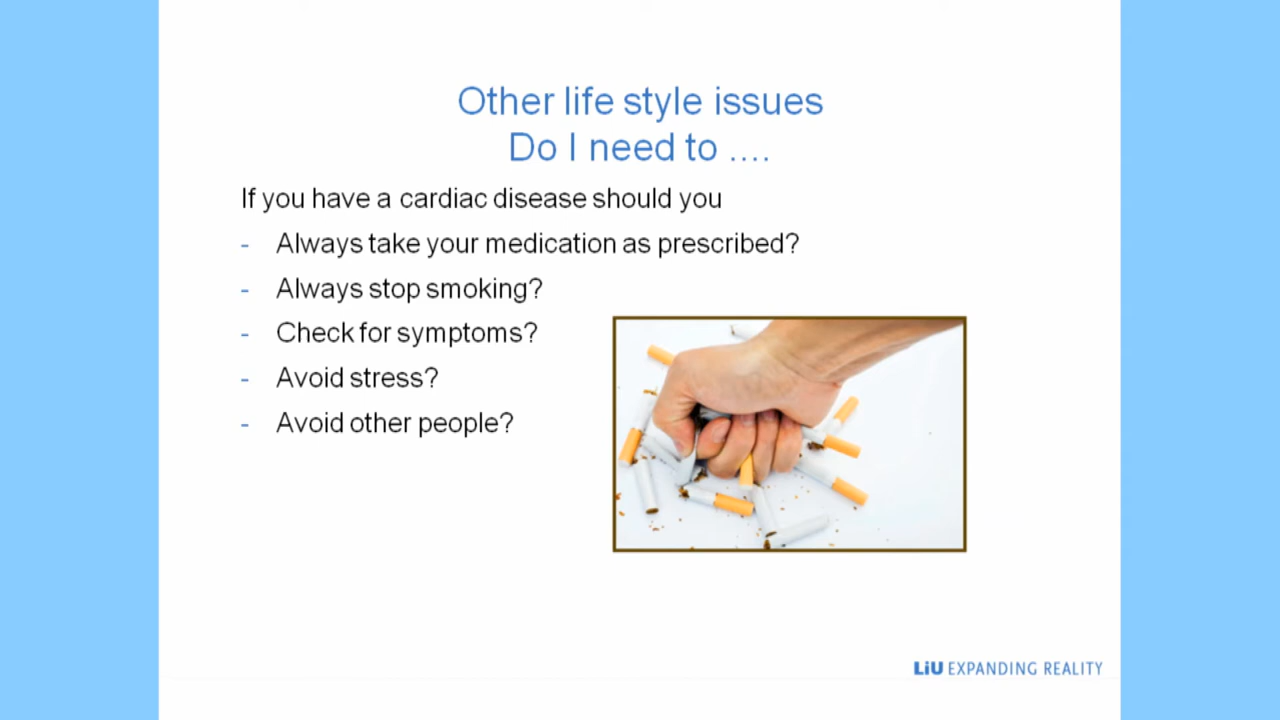 Other life style issues
Do I need to ....
If you have a cardiac disease should you
- Always take your medication as prescribed?
- Always stop smoking?
- Check for symptoms?
- Avoid stress?
- Avoid other people?
LiU EXPANDING REALITY